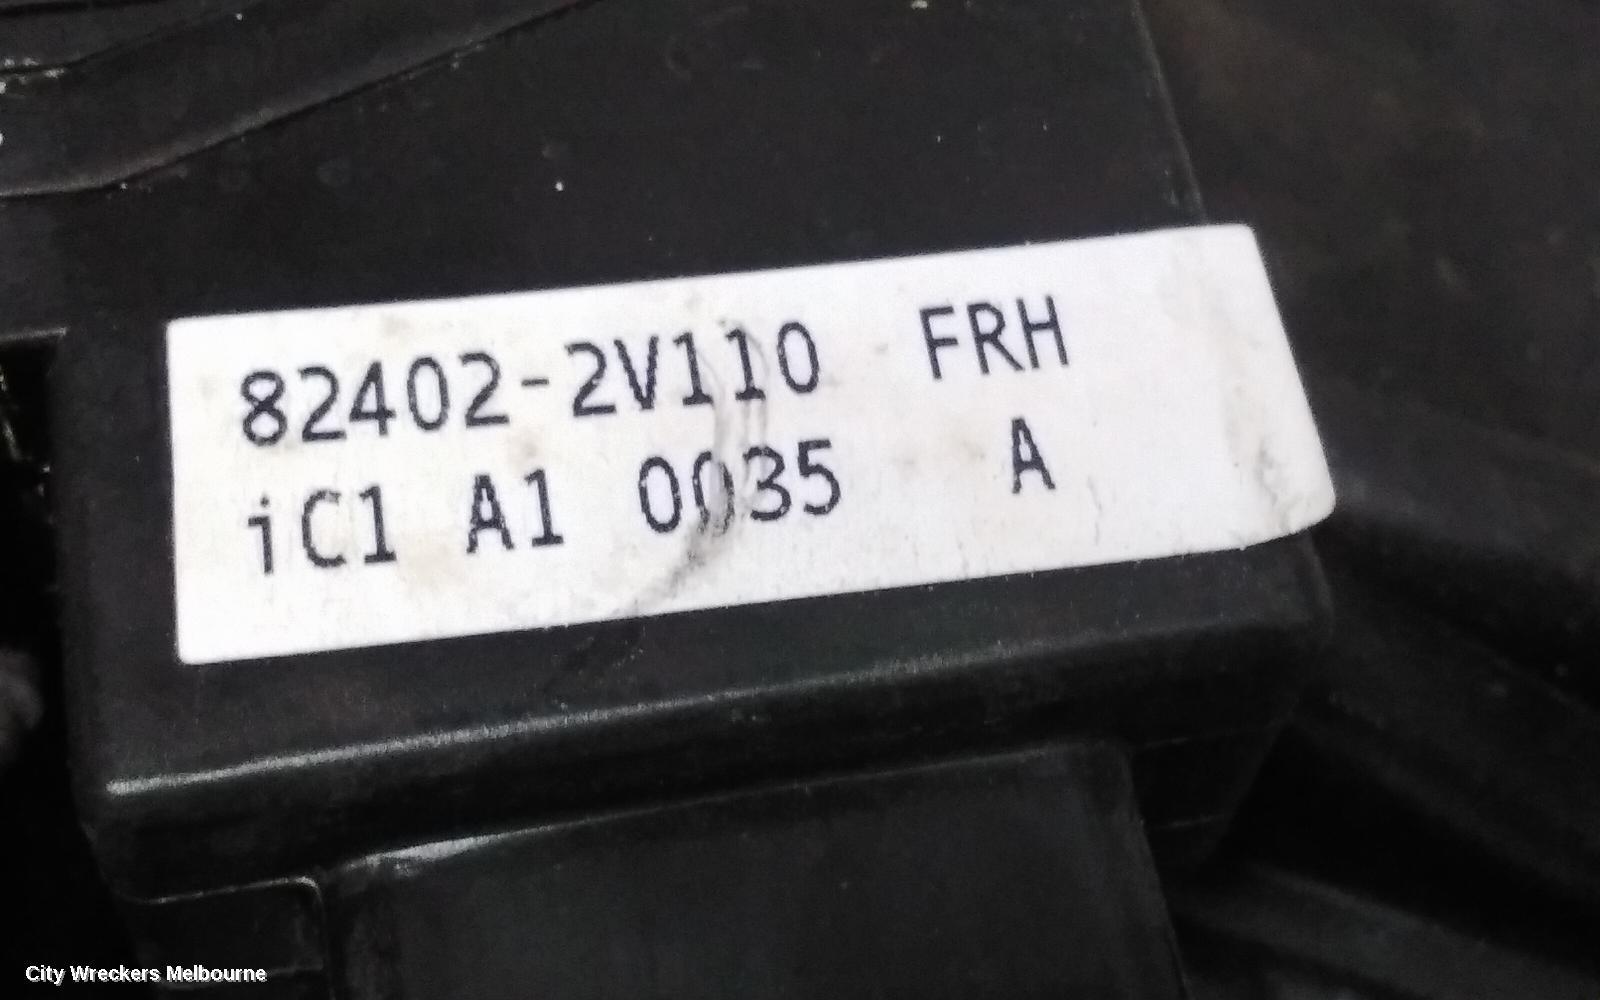 82402-2V110 FRH
iC1 A1 0035 A
City Wreckers Melbourne